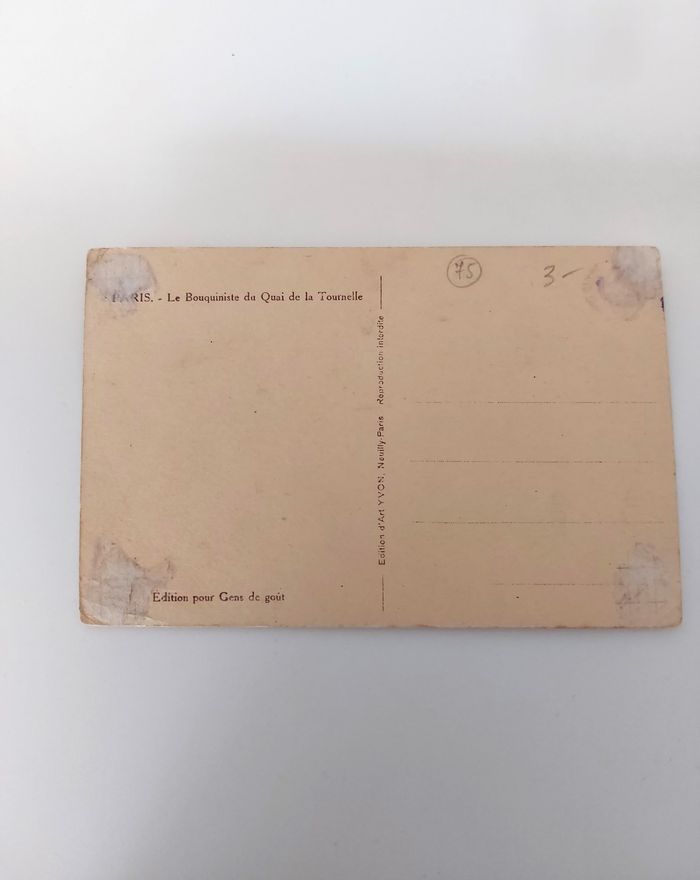 PARIS. - Le Bouquiniste du Quai de la Tournelle
75
3-
Edition d'Art YVON, Neuilly-Paris Reproduction interdite
Édition pour Gens de goût